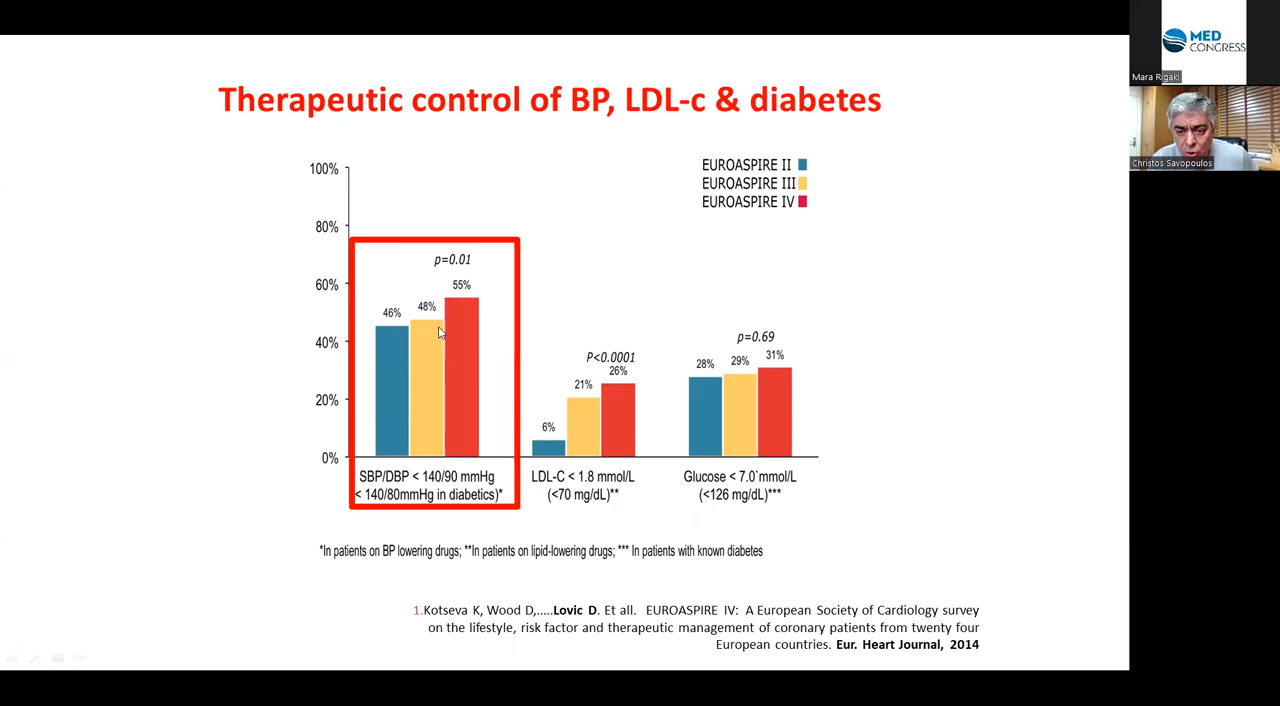 Therapeutic control of BP, LDL-c & diabetes
EUROASPIRE II
EUROASPIRE III
EUROASPIRE IV
100%
80%
60%
40%
20%
0%
p=0.01
46%
48%
55%
P<0.0001
6%
21%
26%
p=0.69
28%
29%
31%
SBP/DBP < 140/90 mmHg
< 140/80mmHg in diabetics)*
LDL-C < 1.8 mmol/L
(<70 mg/dL)**
Glucose < 7.0 mmol/L
(<126 mg/dL)***
*In patients on BP lowering drugs; **In patients on lipid-lowering drugs; *** In patients with known diabetes
1.Kotseva K, Wood D,.....Lovic D. Et all. EUROASPIRE IV: A European Society of Cardiology survey
on the lifestyle, risk factor and therapeutic management of coronary patients from twenty four
European countries. Eur. Heart Journal, 2014
MED
CONGRESS
Mara Rigaki
Christos Savopoulos